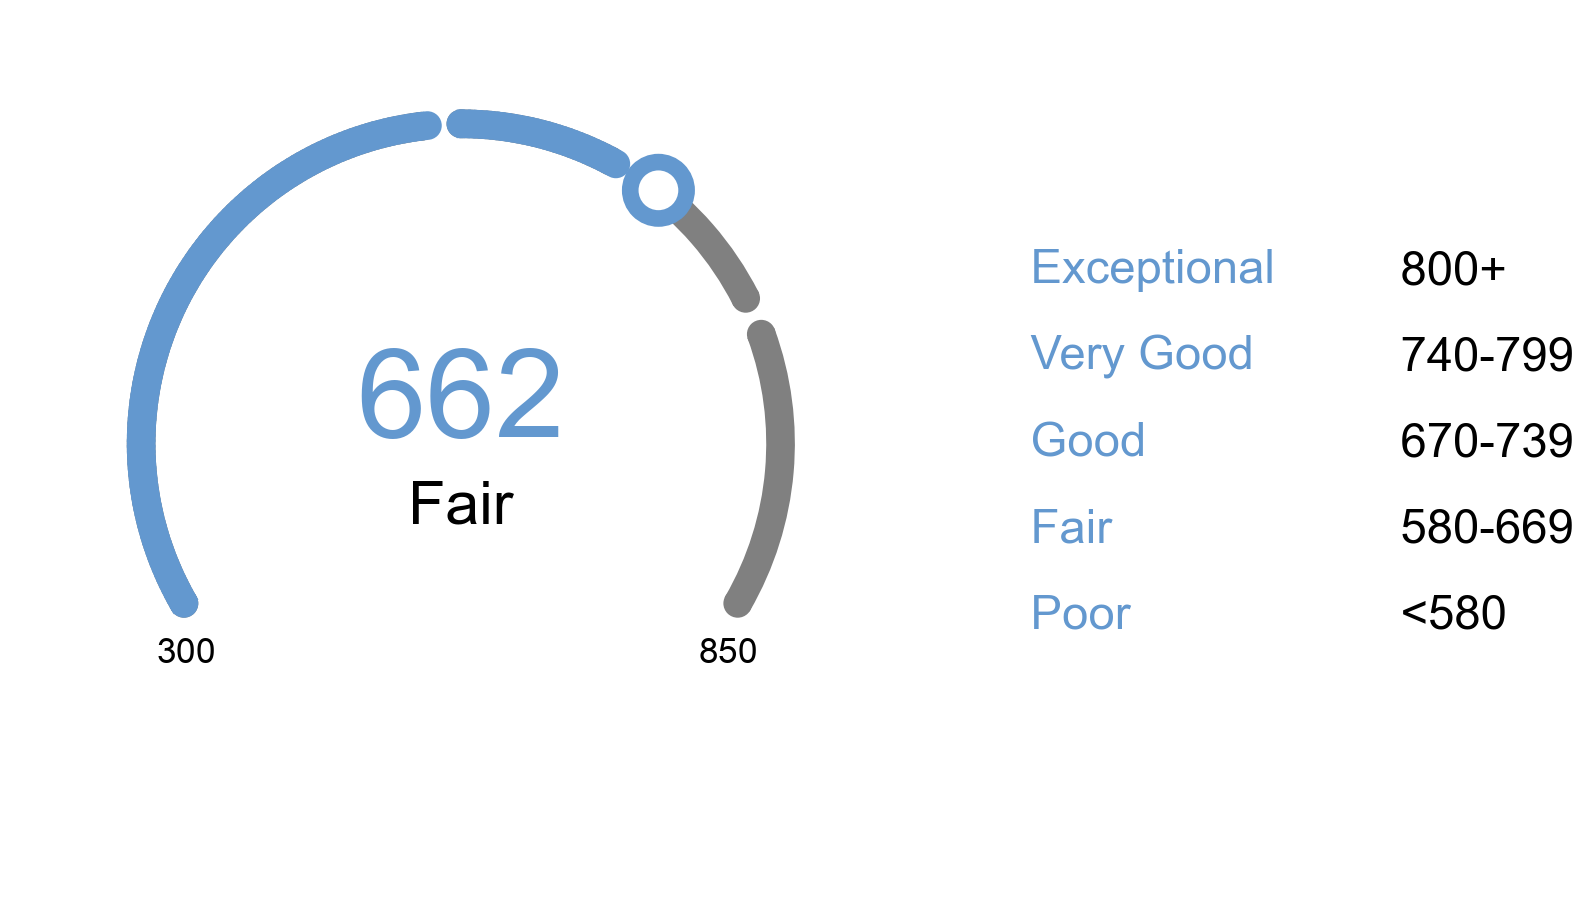 662
Fair
300
850
Exceptional 800+
Very Good 740-799
Good 670-739
Fair 580-669
Poor <580